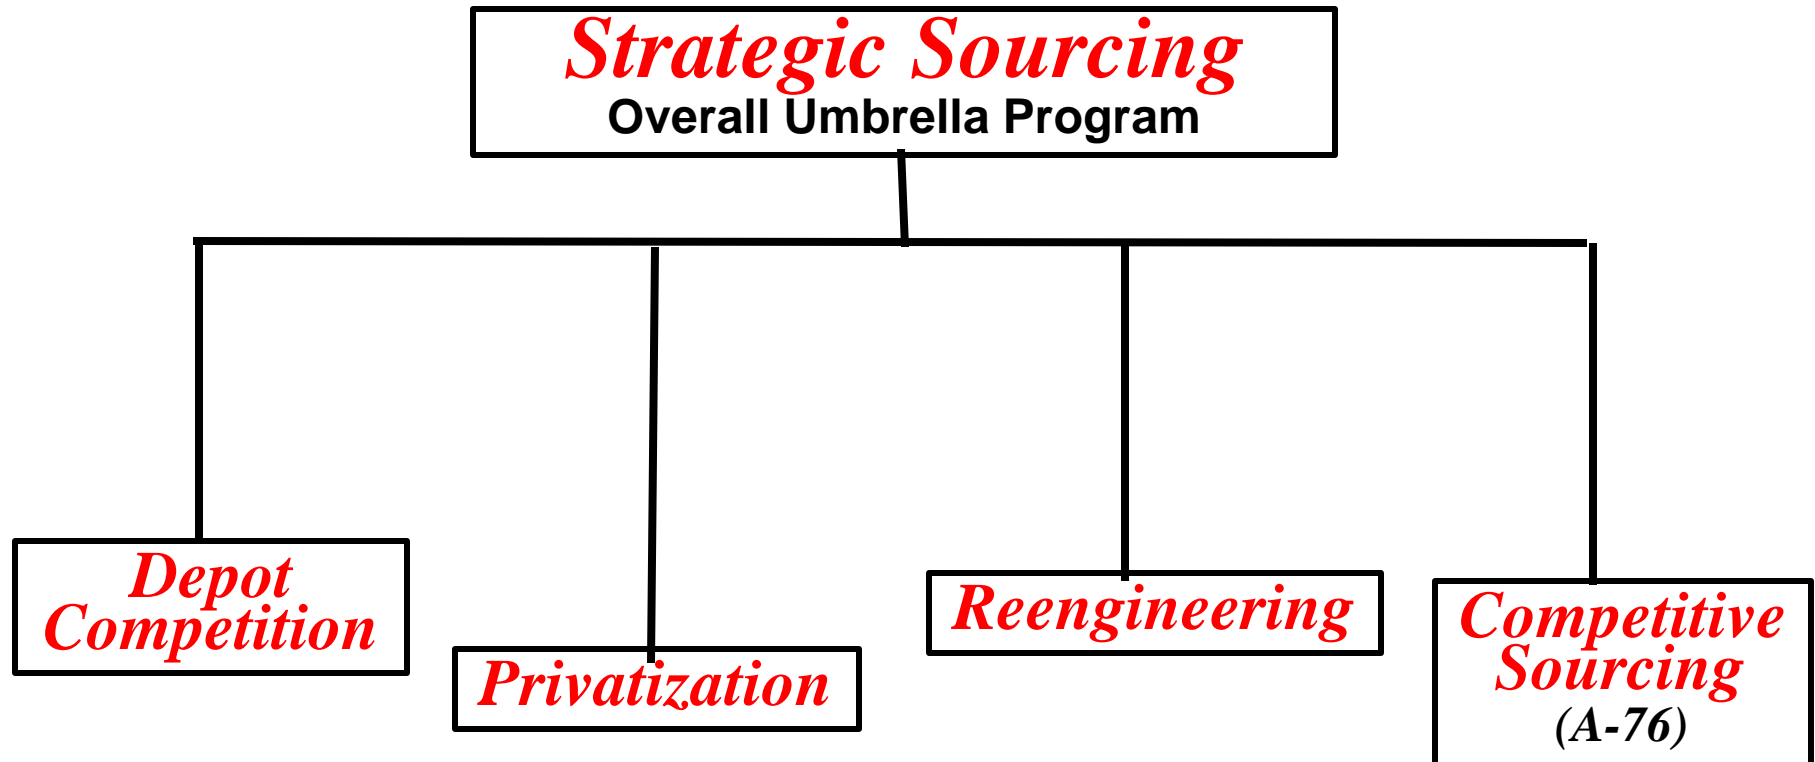 Strategic Sourcing
Overall Umbrella Program
Depot
Competition
Privatization
Reengineering
Competitive
Sourcing
(A-76)